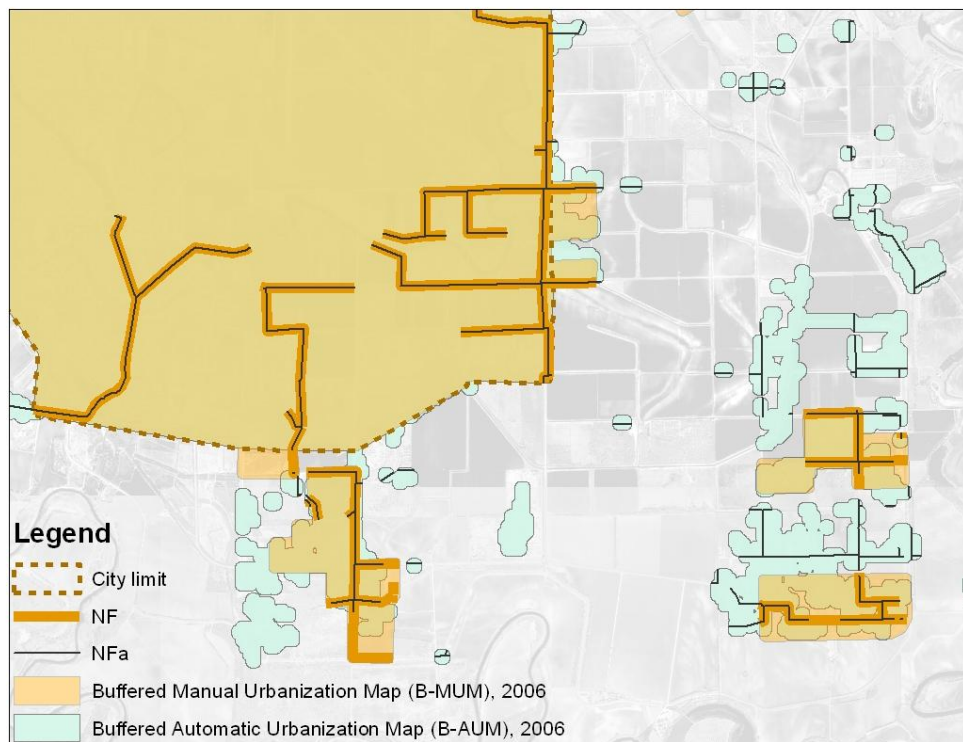 Legend
City limit
NF
NFa
Buffered Manual Urbanization Map (B-MUM), 2006
Buffered Automatic Urbanization Map (B-AUM), 2006